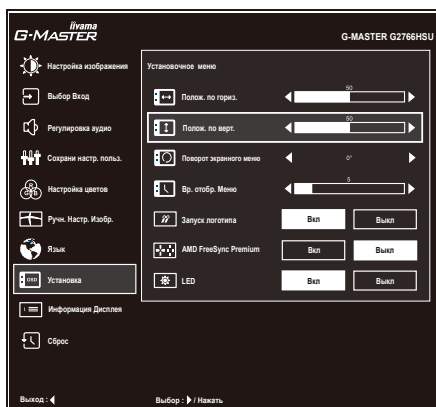 iiyama
G-MASTER
G-MASTER G2766HSU
Настройка изображения
Выбор Вход
Регулировка аудио
Сохрани настр. польз.
Настройка цветов
R
G B
Ручн. Настр. Изобр.
Язык
OSD Установка
i Информация Дисплея
Сброс
Установочное меню
Полож. по гориз. 50
Полож. по верт. 50
Поворот экранного меню 0°
Вр. отобр. Меню 5
Запуск логотипа Вкл Выкл
AMD FreeSync Premium Вкл Выкл
LED Вкл Выкл
Выход :
Выбор : / Нажать